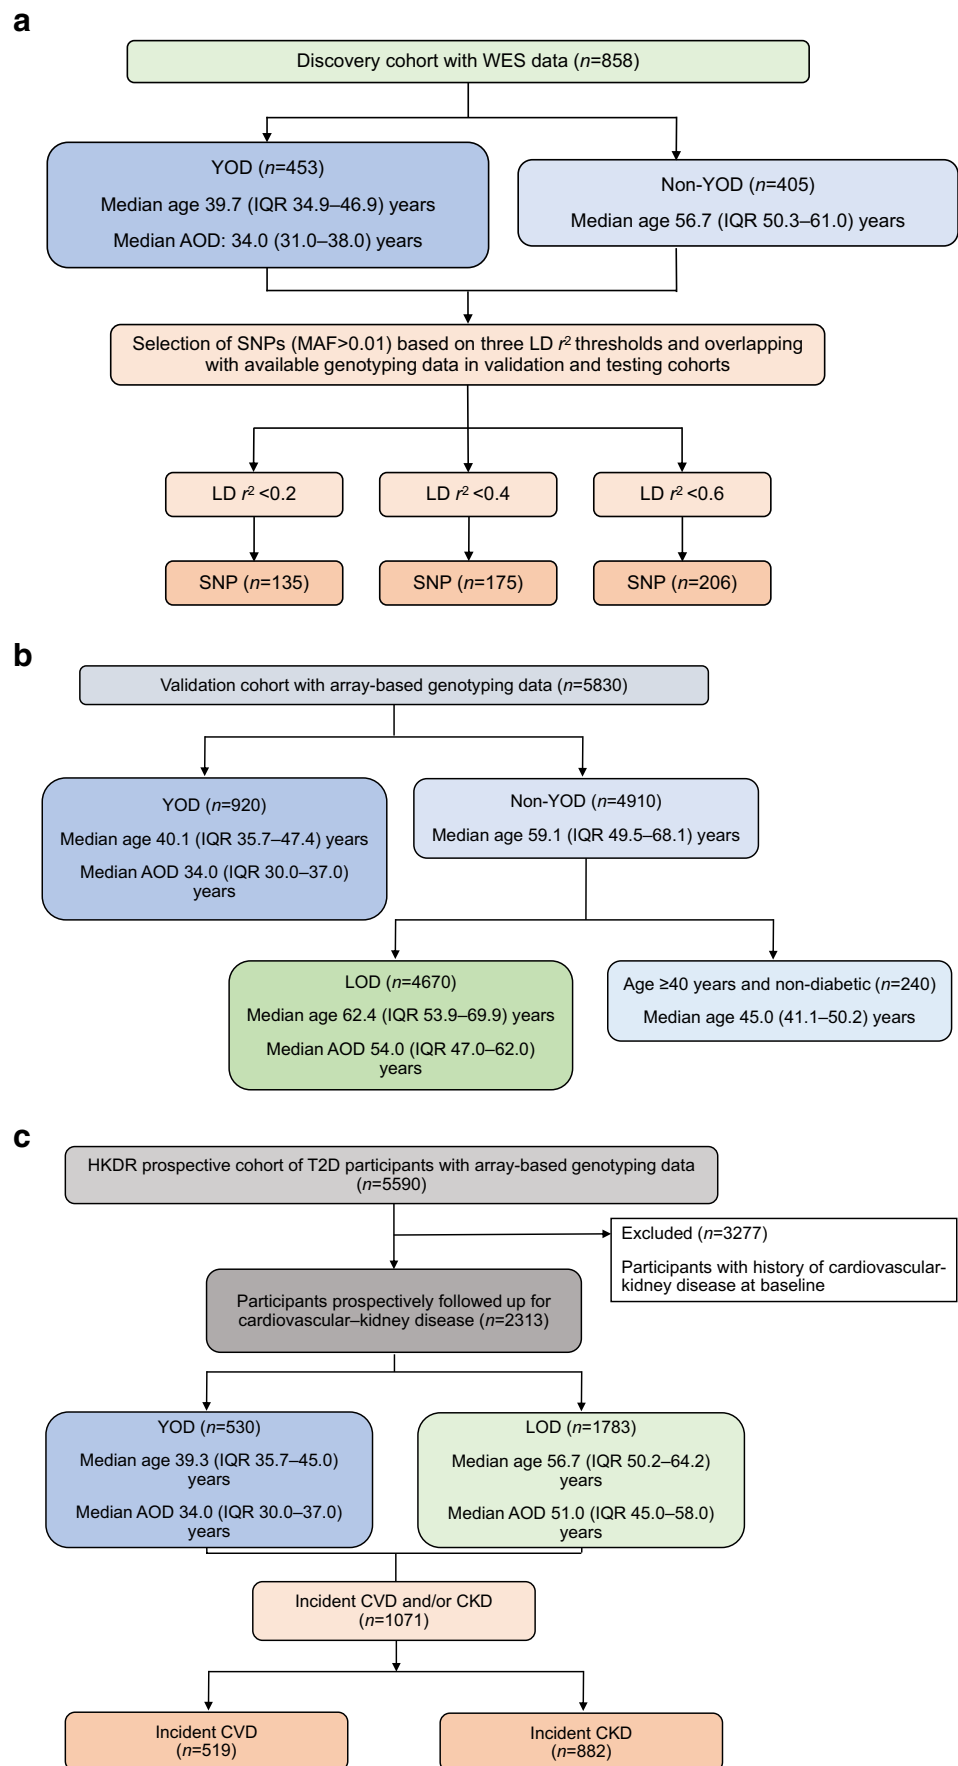 a
Discovery cohort with WES data (n=858)
YOD (n=453)
Median age 39.7 (IQR 34.9–46.9) years
Median AOD: 34.0 (31.0–38.0) years
Non-YOD (n=405)
Median age 56.7 (IQR 50.3–61.0) years
Selection of SNPs (MAF>0.01) based on three LD r² thresholds and overlapping
with available genotyping data in validation and testing cohorts
LD r² <0.2
LD r² <0.4
LD r² <0.6
SNP (n=135)
SNP (n=175)
SNP (n=206)
b
Validation cohort with array-based genotyping data (n=5830)
YOD (n=920)
Median age 40.1 (IQR 35.7–47.4) years
Median AOD 34.0 (IQR 30.0–37.0)
years
Non-YOD (n=4910)
Median age 59.1 (IQR 49.5–68.1) years
LOD (n=4670)
Median age 62.4 (IQR 53.9–69.9) years
Median AOD 54.0 (IQR 47.0–62.0)
years
Age ≥40 years and non-diabetic (n=240)
Median age 45.0 (41.1–50.2) years
c
HKDR prospective cohort of T2D participants with array-based genotyping data
(n=5590)
Excluded (n=3277)
Participants with history of cardiovascular-
kidney disease at baseline
Participants prospectively followed up for
cardiovascular–kidney disease (n=2313)
YOD (n=530)
Median age 39.3 (IQR 35.7–45.0)
years
Median AOD 34.0 (IQR 30.0–37.0)
years
LOD (n=1783)
Median age 56.7 (IQR 50.2–64.2)
years
Median AOD 51.0 (IQR 45.0–58.0)
years
Incident CVD and/or CKD
(n=1071)
Incident CVD
(n=519)
Incident CKD
(n=882)